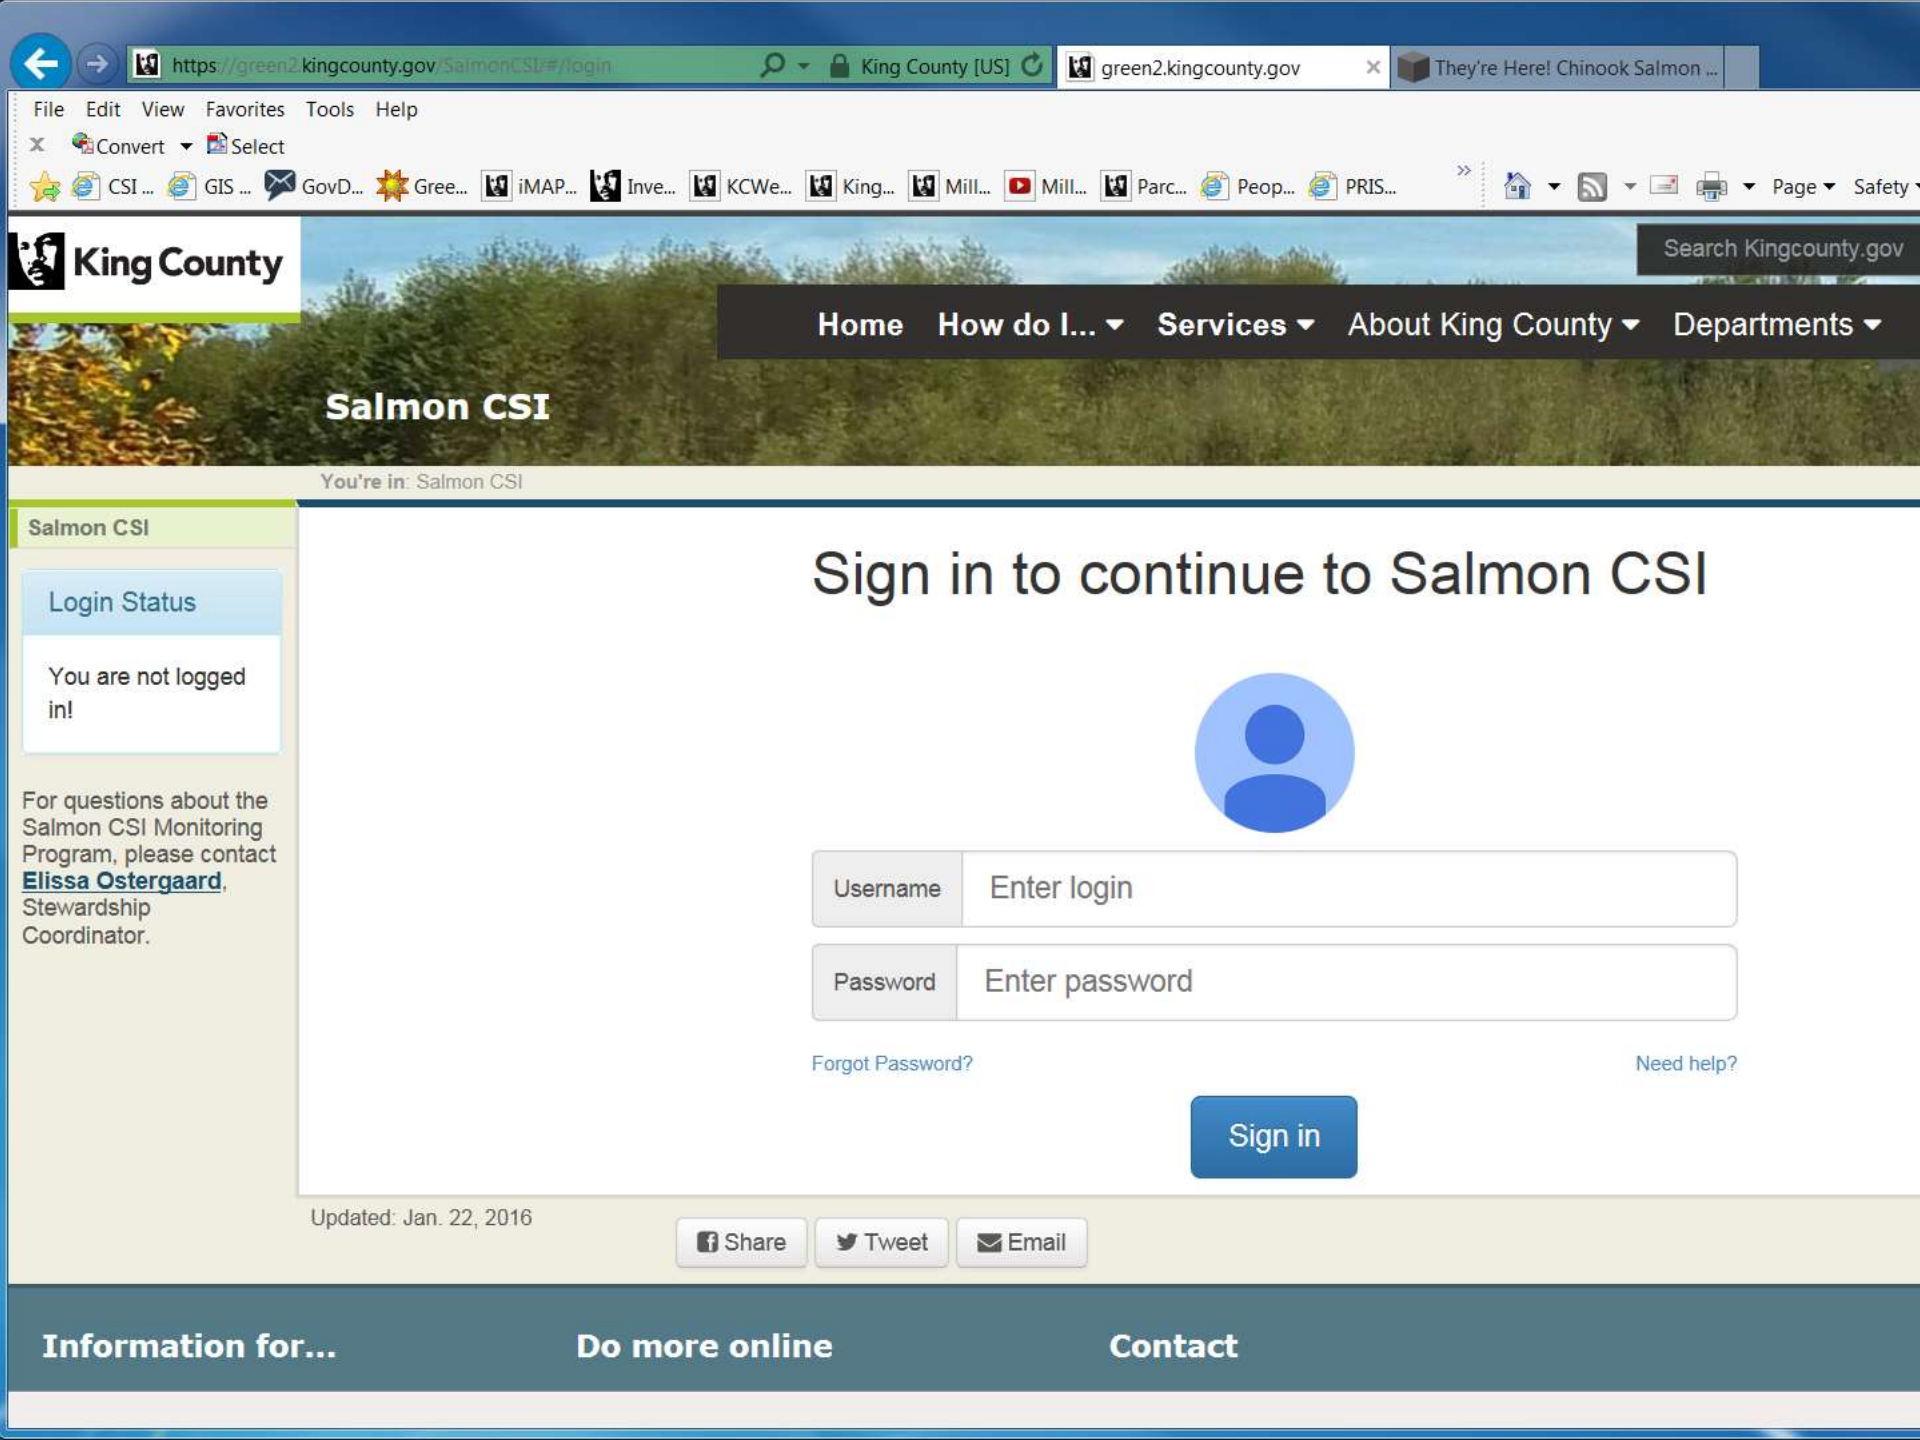 https://green2.kingcounty.gov/SalmonCSI/#/login King County [US] green2.kingcounty.gov They're Here! Chinook Salmon ...
File Edit View Favorites Tools Help
x Convert Select
CSI ... GIS ... GovD... Gree... iMAP... Inve... KCWe... King... Mill... Mill... Parc... Peop... PRIS... » Page Safety
King County
Search Kingcounty.gov
Home How do I... Services About King County Departments
Salmon CSI
You're in: Salmon CSI
Salmon CSI
Login Status
You are not logged
in!
For questions about the
Salmon CSI Monitoring
Program, please contact
Elissa Ostergaard,
Stewardship
Coordinator.
Sign in to continue to Salmon CSI
Username Enter login
Password Enter password
Forgot Password? Need help?
Sign in
Updated: Jan. 22, 2016
Share Tweet Email
Information for... Do more online Contact